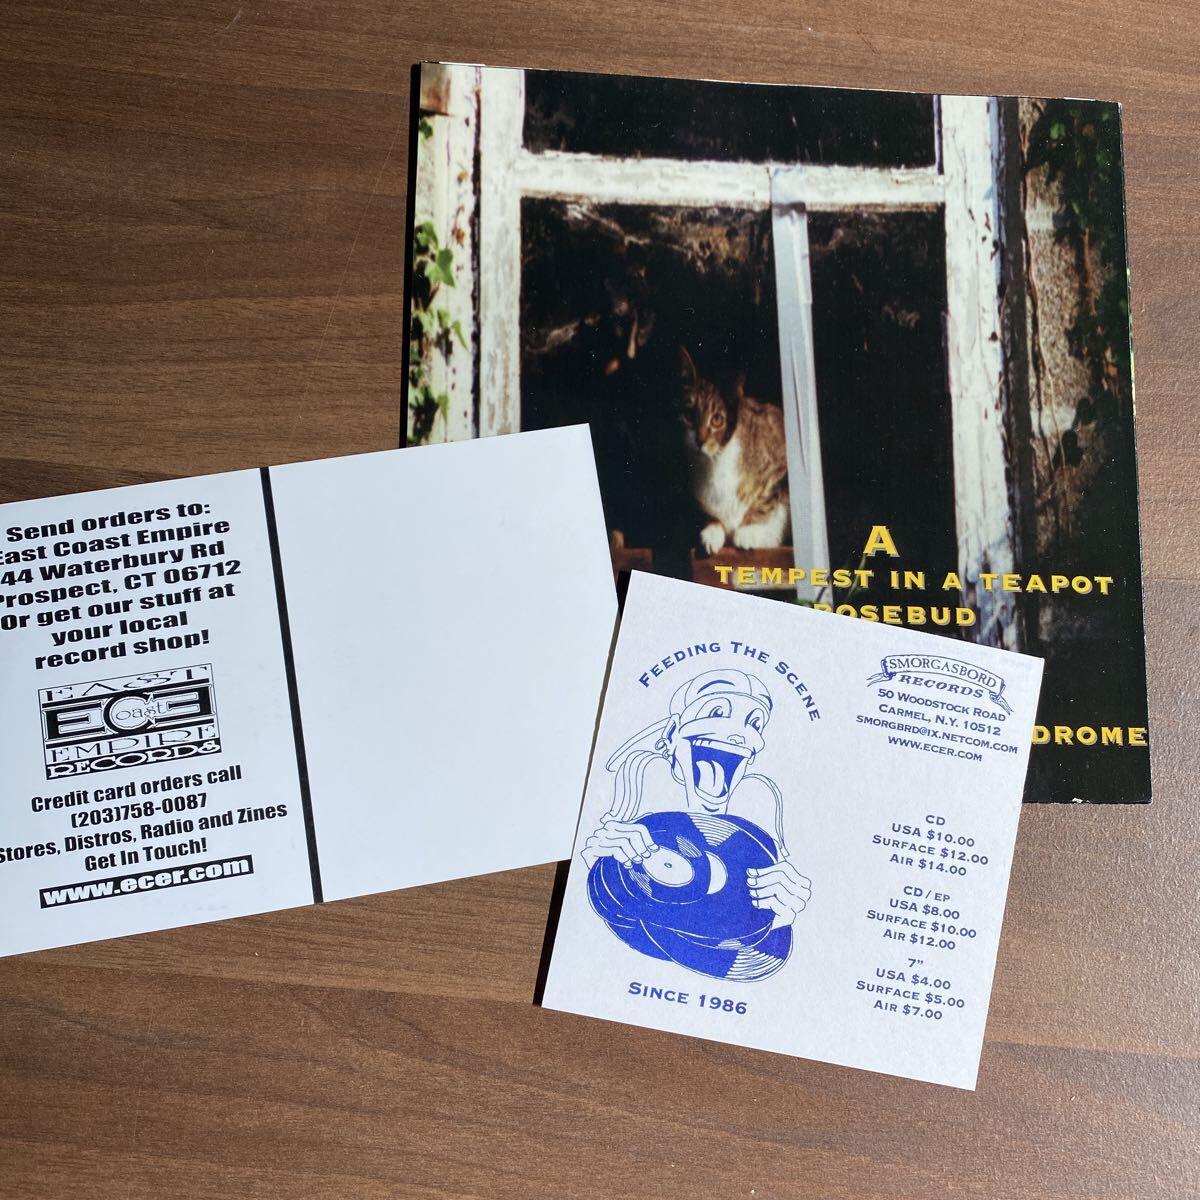 A
TEMPEST IN A TEAPOT
ROSEBUD
DROME
Send orders to:
East Coast Empire
44 Waterbury Rd
Prospect, CT 06712
Or get our stuff at
your local
record shop!
EAST
ECE
Coast
EMPIRE
RECORDS
Credit card orders call
(203)758-0087
Stores, Distros, Radio and Zines
Get In Touch!
www.ecer.com
FEEDING THE SCENE
SINCE 1986
SMORGASBORD
RECORDS
50 WOODSTOCK ROAD
CARMEL, N.Y. 10512
SMORGBRD@IX.NETCOM.COM
WWW.ECER.COM
CD
USA $10.00
SURFACE $12.00
AIR $14.00
CD / EP
USA $8.00
SURFACE $10.00
AIR $12.00
7"
USA $4.00
SURFACE $5.00
AIR $7.00